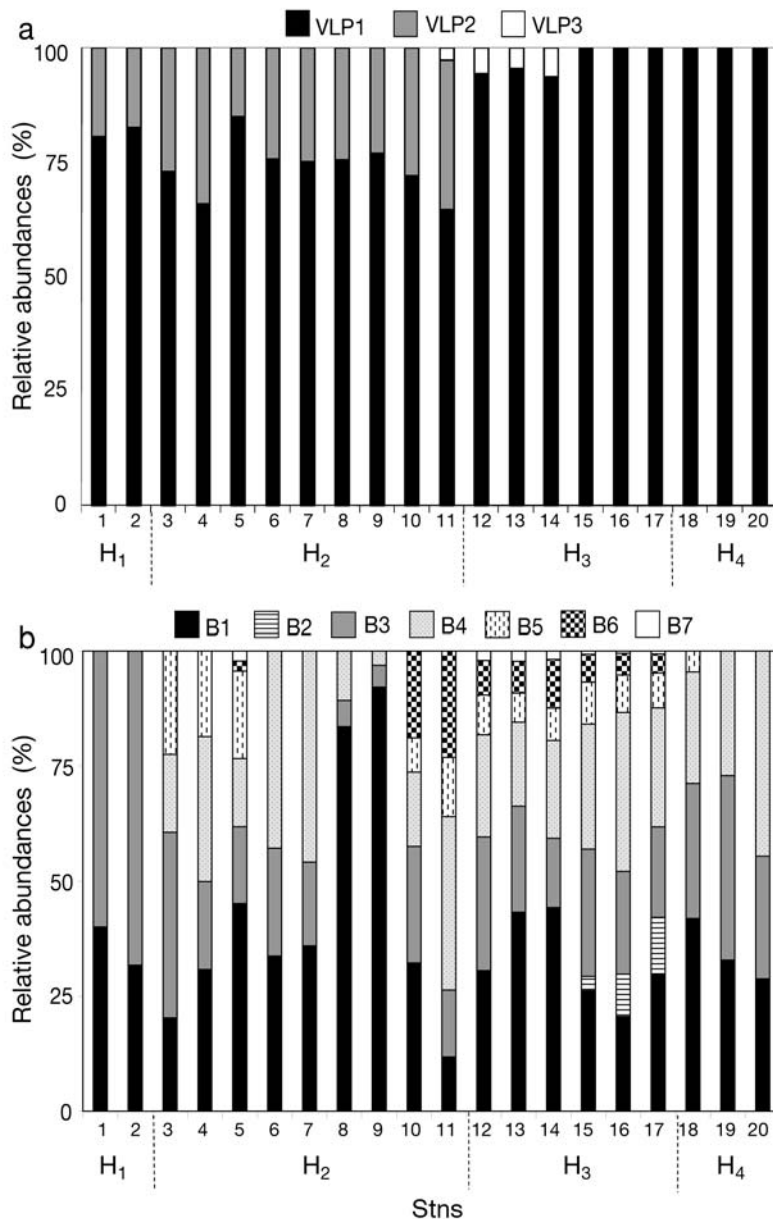 a
VLP1 VLP2 VLP3
Relative abundances (%)
100
75
50
25
0
1 2 3 4 5 6 7 8 9 10 11 12 13 14 15 16 17 18 19 20
H₁ H₂ H₃ H₄
b
B1 B2 B3 B4 B5 B6 B7
Relative abundances (%)
100
75
50
25
0
1 2 3 4 5 6 7 8 9 10 11 12 13 14 15 16 17 18 19 20
H₁ H₂ H₃ H₄
Stns